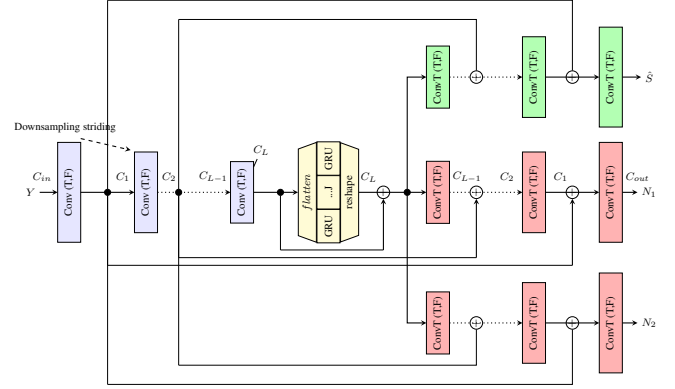 ConvT (T,F)
ConvT (T,F)
ConvT (T,F)
Ŝ
Downsampling striding
C_in
Y
Conv (T,F)
C_1
Conv (T,F)
C_2
C_{L−1}
Conv (T,F)
C_L
flatten
GRU
...J
GRU
reshape
C_L
ConvT (T,F)
C_{L−1}
C_2
ConvT (T,F)
C_1
ConvT (T,F)
C_out
N_1
ConvT (T,F)
ConvT (T,F)
ConvT (T,F)
N_2